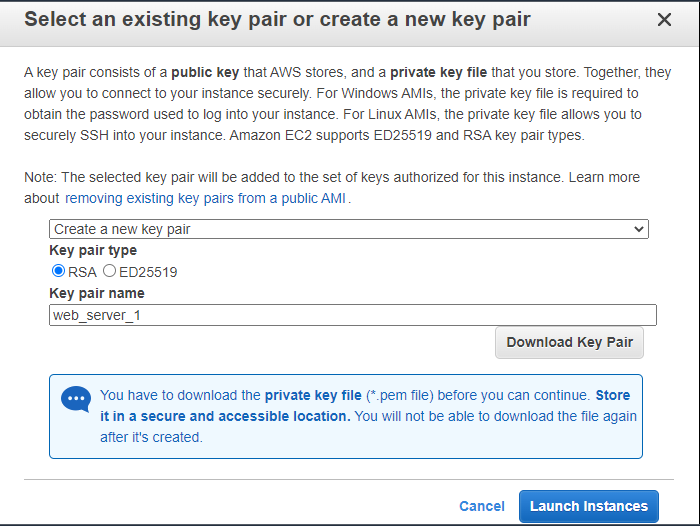 Select an existing key pair or create a new key pair
A key pair consists of a public key that AWS stores, and a private key file that you store. Together, they
allow you to connect to your instance securely. For Windows AMIs, the private key file is required to
obtain the password used to log into your instance. For Linux AMIs, the private key file allows you to
securely SSH into your instance. Amazon EC2 supports ED25519 and RSA key pair types.
Note: The selected key pair will be added to the set of keys authorized for this instance. Learn more
about removing existing key pairs from a public AMI.
Create a new key pair
Key pair type
RSA ED25519
Key pair name
web_server_1
Download Key Pair
You have to download the private key file (*.pem file) before you can continue. Store
it in a secure and accessible location. You will not be able to download the file again
after it's created.
Cancel Launch Instances